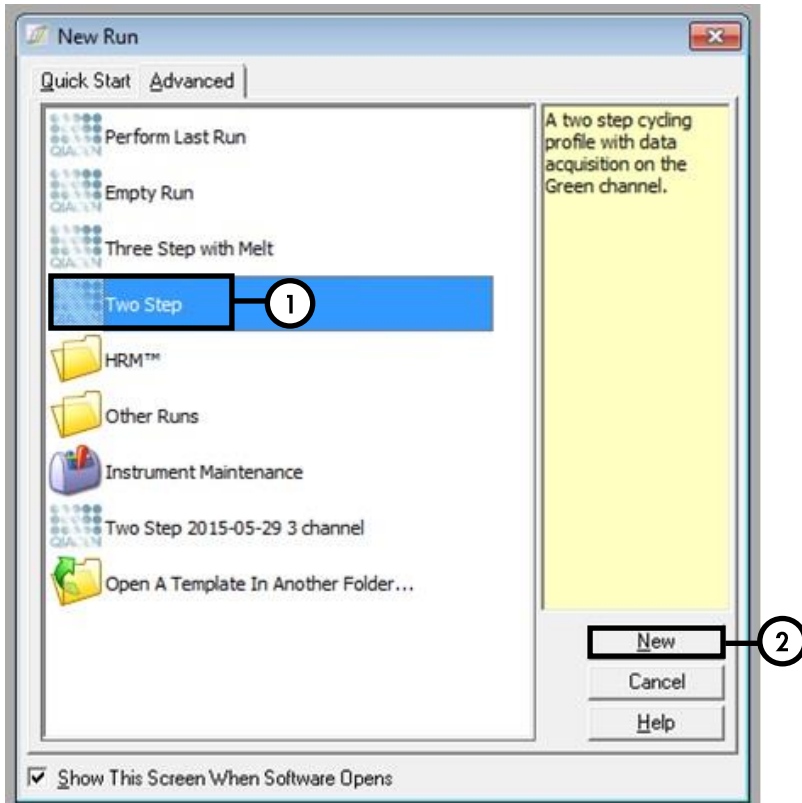 New Run
Quick Start Advanced
Perform Last Run
Empty Run
Three Step with Melt
Two Step
1
HRM™
Other Runs
Instrument Maintenance
Two Step 2015-05-29 3 channel
Open A Template In Another Folder...
A two step cycling
profile with data
acquisition on the
Green channel.
New
2
Cancel
Help
Show This Screen When Software Opens